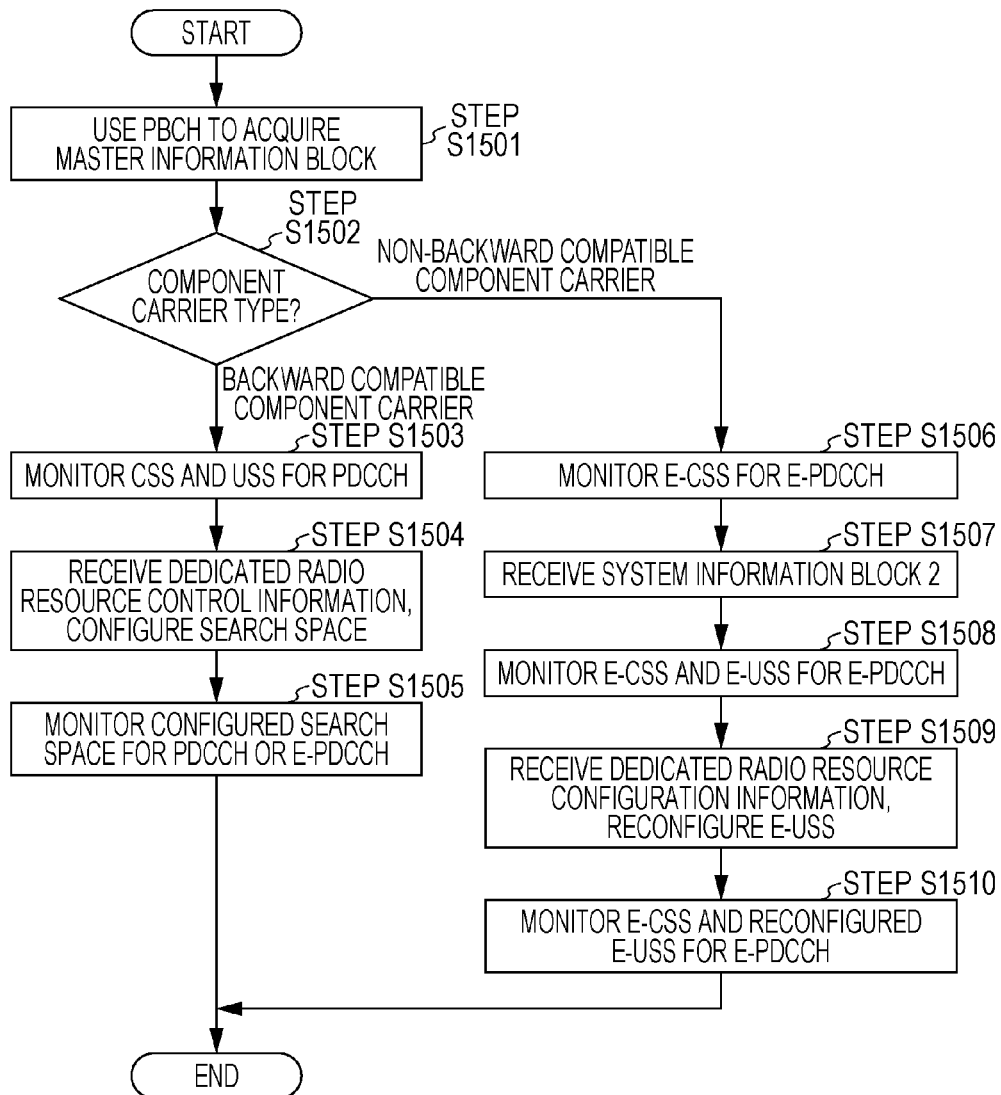 START
USE PBCH TO ACQUIRE
MASTER INFORMATION BLOCK
STEP
S1501
STEP
S1502
COMPONENT
CARRIER TYPE?
NON-BACKWARD COMPATIBLE
COMPONENT CARRIER
BACKWARD COMPATIBLE
COMPONENT CARRIER
STEP S1503
MONITOR CSS AND USS FOR PDCCH
STEP S1504
RECEIVE DEDICATED RADIO
RESOURCE CONTROL INFORMATION,
CONFIGURE SEARCH SPACE
STEP S1505
MONITOR CONFIGURED SEARCH
SPACE FOR PDCCH OR E-PDCCH
STEP S1506
MONITOR E-CSS FOR E-PDCCH
STEP S1507
RECEIVE SYSTEM INFORMATION BLOCK 2
STEP S1508
MONITOR E-CSS AND E-USS FOR E-PDCCH
STEP S1509
RECEIVE DEDICATED RADIO RESOURCE
CONFIGURATION INFORMATION,
RECONFIGURE E-USS
STEP S1510
MONITOR E-CSS AND RECONFIGURED
E-USS FOR E-PDCCH
END